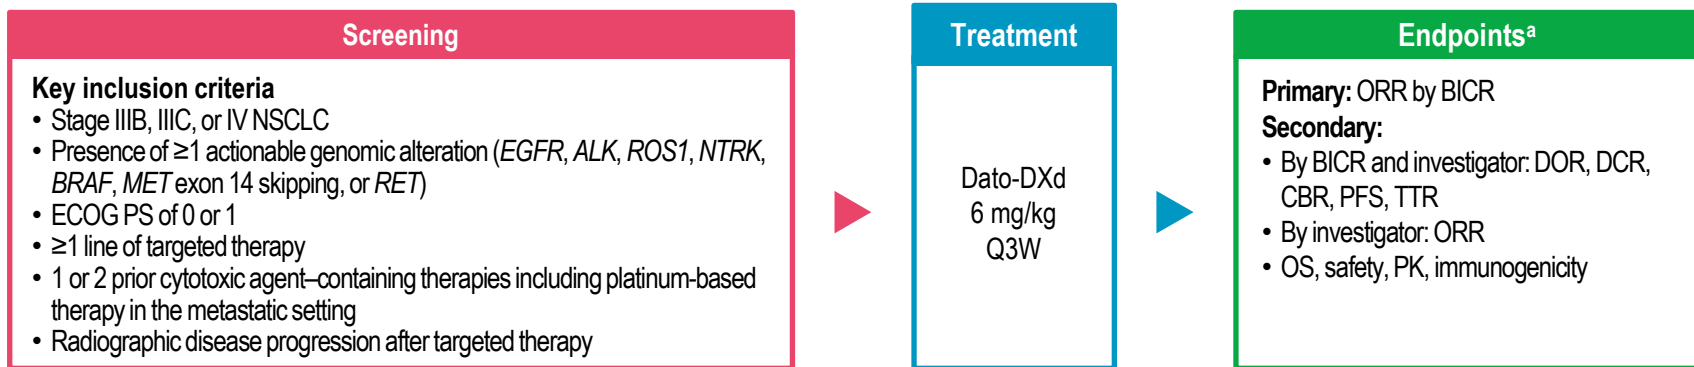 Screening
Key inclusion criteria
• Stage IIIB, IIIC, or IV NSCLC
• Presence of ≥1 actionable genomic alteration (EGFR, ALK, ROS1, NTRK,
BRAF, MET exon 14 skipping, or RET)
• ECOG PS of 0 or 1
• ≥1 line of targeted therapy
• 1 or 2 prior cytotoxic agent–containing therapies including platinum-based
therapy in the metastatic setting
• Radiographic disease progression after targeted therapy
Treatment
Dato-DXd
6 mg/kg
Q3W
Endpointsᵃ
Primary: ORR by BICR
Secondary:
• By BICR and investigator: DOR, DCR,
CBR, PFS, TTR
• By investigator: ORR
• OS, safety, PK, immunogenicity